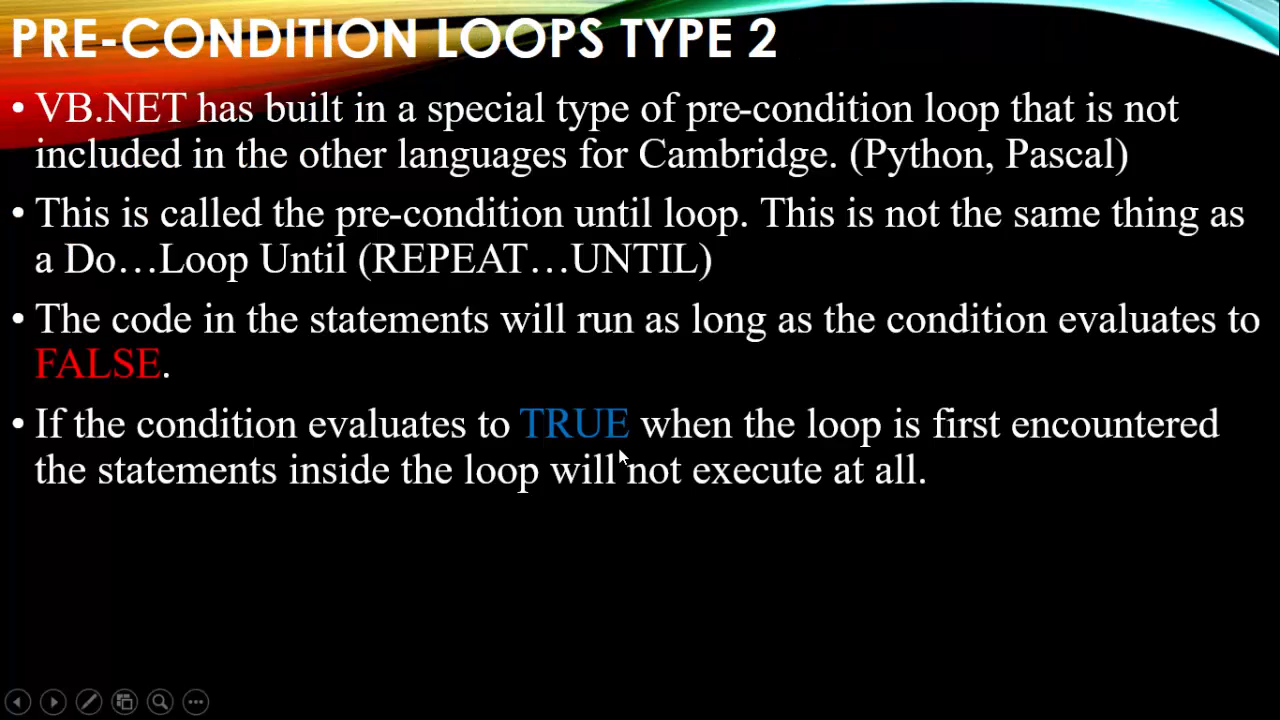 PRE-CONDITION LOOPS TYPE 2
• VB.NET has built in a special type of pre-condition loop that is not
included in the other languages for Cambridge. (Python, Pascal)
• This is called the pre-condition until loop. This is not the same thing as
a Do…Loop Until (REPEAT…UNTIL)
• The code in the statements will run as long as the condition evaluates to
FALSE.
• If the condition evaluates to TRUE when the loop is first encountered
the statements inside the loop will not execute at all.